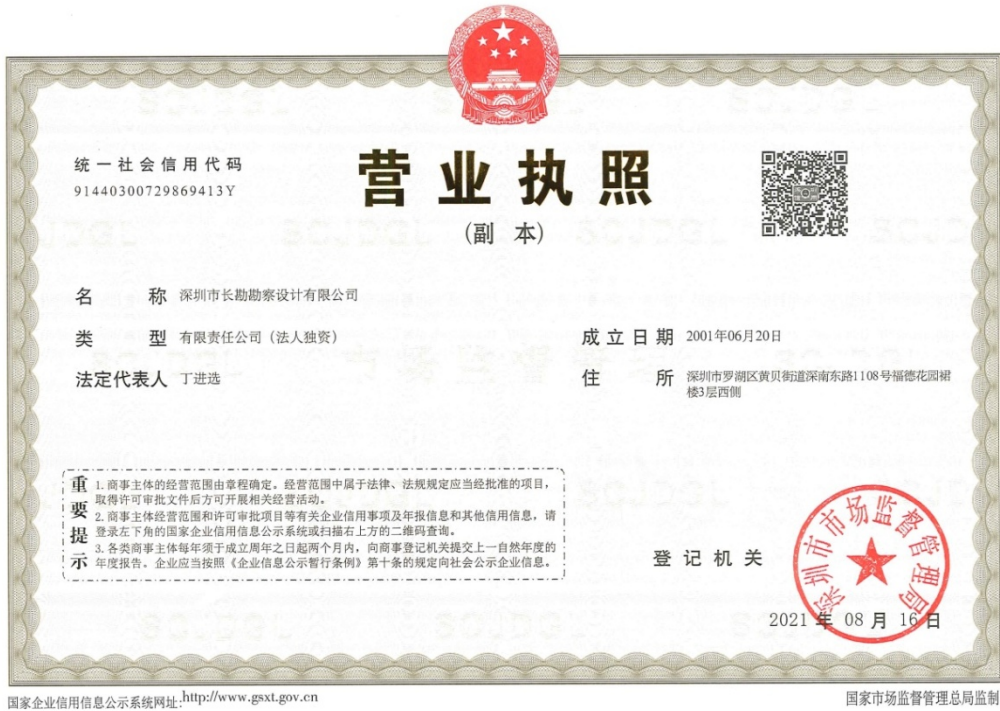 统一社会信用代码
91440300729869413Y
营业执照
(副 本)
名 称 深圳市长勘勘察设计有限公司
类 型 有限责任公司（法人独资）
法定代表人 丁进选
成立日期 2001年06月20日
住 所 深圳市罗湖区黄贝街道深南东路1108号福德花园裙
楼3层西侧
重要提示
1. 商事主体的经营范围由章程确定。经营范围中属于法律、法规规定应当经批准的项目，
取得许可审批文件后方可开展相关经营活动。
2. 商事主体经营范围和许可审批项目等有关企业信用事项及年报信息和其他信用信息，请
登录左下角的国家企业信用信息公示系统或扫描右上方的二维码查询。
3. 各类商事主体每年须于成立周年之日起两个月内，向商事登记机关提交上一自然年度的
年度报告。企业应当按照《企业信息公示暂行条例》第十条的规定向社会公示企业信息。
登记机关
深圳市市场监督管理局
2021 年 08 月 16 日
国家企业信用信息公示系统网址:http://www.gsxt.gov.cn
国家市场监督管理总局监制